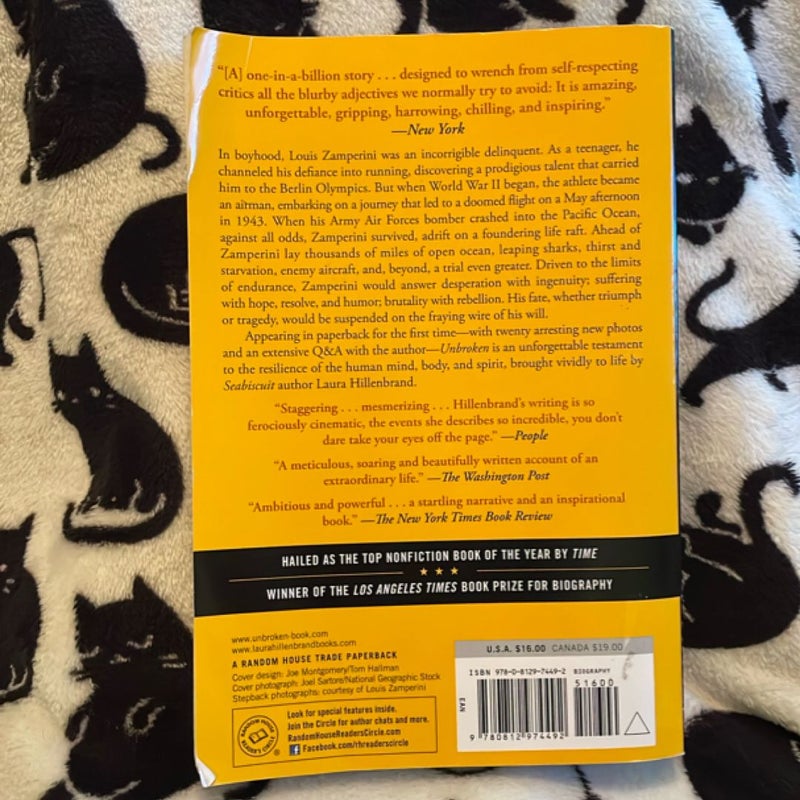 “[A] one-in-a-billion story . . . designed to wrench from self-respecting
critics all the blurby adjectives we normally try to avoid: It is amazing,
unforgettable, gripping, harrowing, chilling, and inspiring.”
—New York
In boyhood, Louis Zamperini was an incorrigible delinquent. As a teenager, he
channeled his defiance into running, discovering a prodigious talent that carried
him to the Berlin Olympics. But when World War II began, the athlete became
an airman, embarking on a journey that led to a doomed flight on a May afternoon
in 1943. When his Army Air Forces bomber crashed into the Pacific Ocean,
against all odds, Zamperini survived, adrift on a foundering life raft. Ahead of
Zamperini lay thousands of miles of open ocean, leaping sharks, thirst and
starvation, enemy aircraft, and, beyond, a trial even greater. Driven to the limits
of endurance, Zamperini would answer desperation with ingenuity; suffering
with hope, resolve, and humor; brutality with rebellion. His fate, whether triumph
or tragedy, would be suspended on the fraying wire of his will.
Appearing in paperback for the first time—with twenty arresting new photos
and an extensive Q&A with the author—Unbroken is an unforgettable testament
to the resilience of the human mind, body, and spirit, brought vividly to life by
Seabiscuit author Laura Hillenbrand.
“Staggering . . . mesmerizing . . . Hillenbrand’s writing is so
ferociously cinematic, the events she describes so incredible, you don’t
dare take your eyes off the page.” —People
“A meticulous, soaring and beautifully written account of an
extraordinary life.” —The Washington Post
“Ambitious and powerful . . . a startling narrative and an inspirational
book.” —The New York Times Book Review
HAILED AS THE TOP NONFICTION BOOK OF THE YEAR BY TIME
★ ★ ★
WINNER OF THE LOS ANGELES TIMES BOOK PRIZE FOR BIOGRAPHY
www.unbroken-book.com
www.laurahillenbrandbooks.com
A RANDOM HOUSE TRADE PAPERBACK
Cover design: Joe Montgomery/Tom Hallman
Cover photograph: Joel Sartore/National Geographic Stock
Stepback photographs: courtesy of Louis Zamperini
RANDOM HOUSE READER'S CIRCLE ®
Look for special features inside.
Join the Circle for author chats and more.
RandomHouseReadersCircle.com
f Facebook.com/rhreaderscircle
U.S.A. $16.00 CANADA $19.00
ISBN 978-0-8129-7449-2 BIOGRAPHY
51600
EAN
9 780812 974492